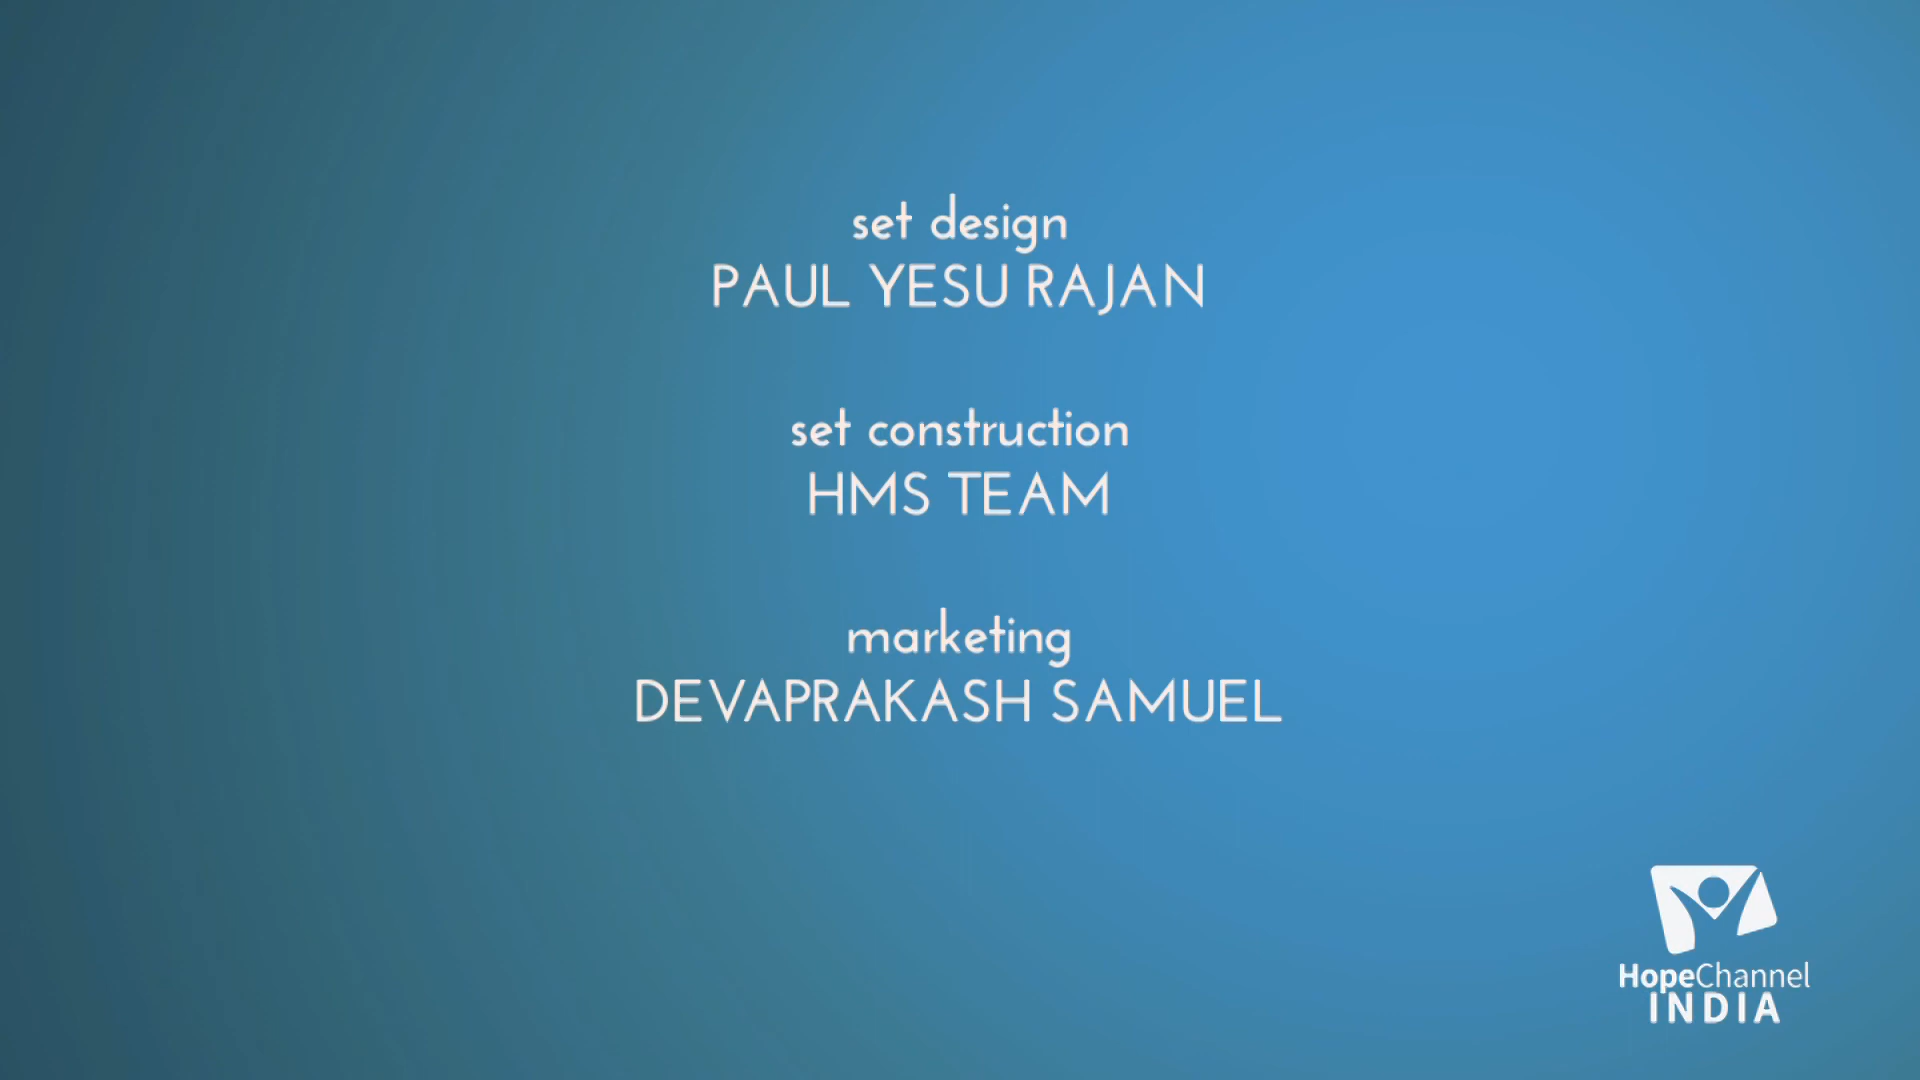 set design
PAUL YESU RAJAN
set construction
HMS TEAM
marketing
DEVAPRAKASH SAMUEL
HopeChannel
INDIA